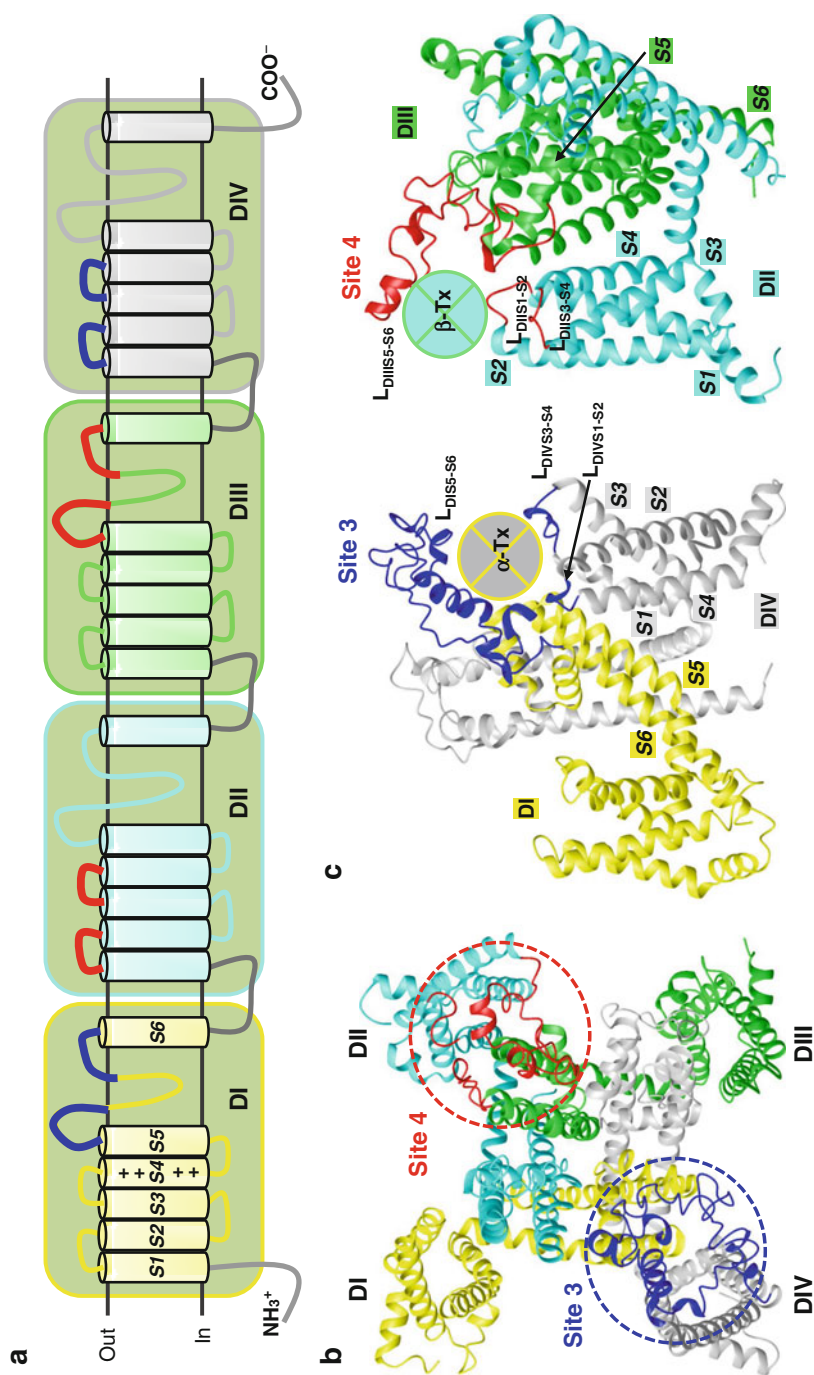 a
Out
In
NH₃⁺
S1
S2
S3
++
S4
++
S5
S6
DI
DII
DIII
DIV
COO⁻
b
DI
DII
Site 4
Site 3
DIV
DIII
c
Site 3
LDIS5-S6
α-Tx
LDIVS3-S4
LDIVS1-S2
S3
S2
S1
S4
DIV
S5
S6
DI
Site 4
LDIIIS5-S6
β-Tx
LDIIS1-S2
LDIIS3-S4
S2
S4
S3
S1
DII
DIII
S5
S6